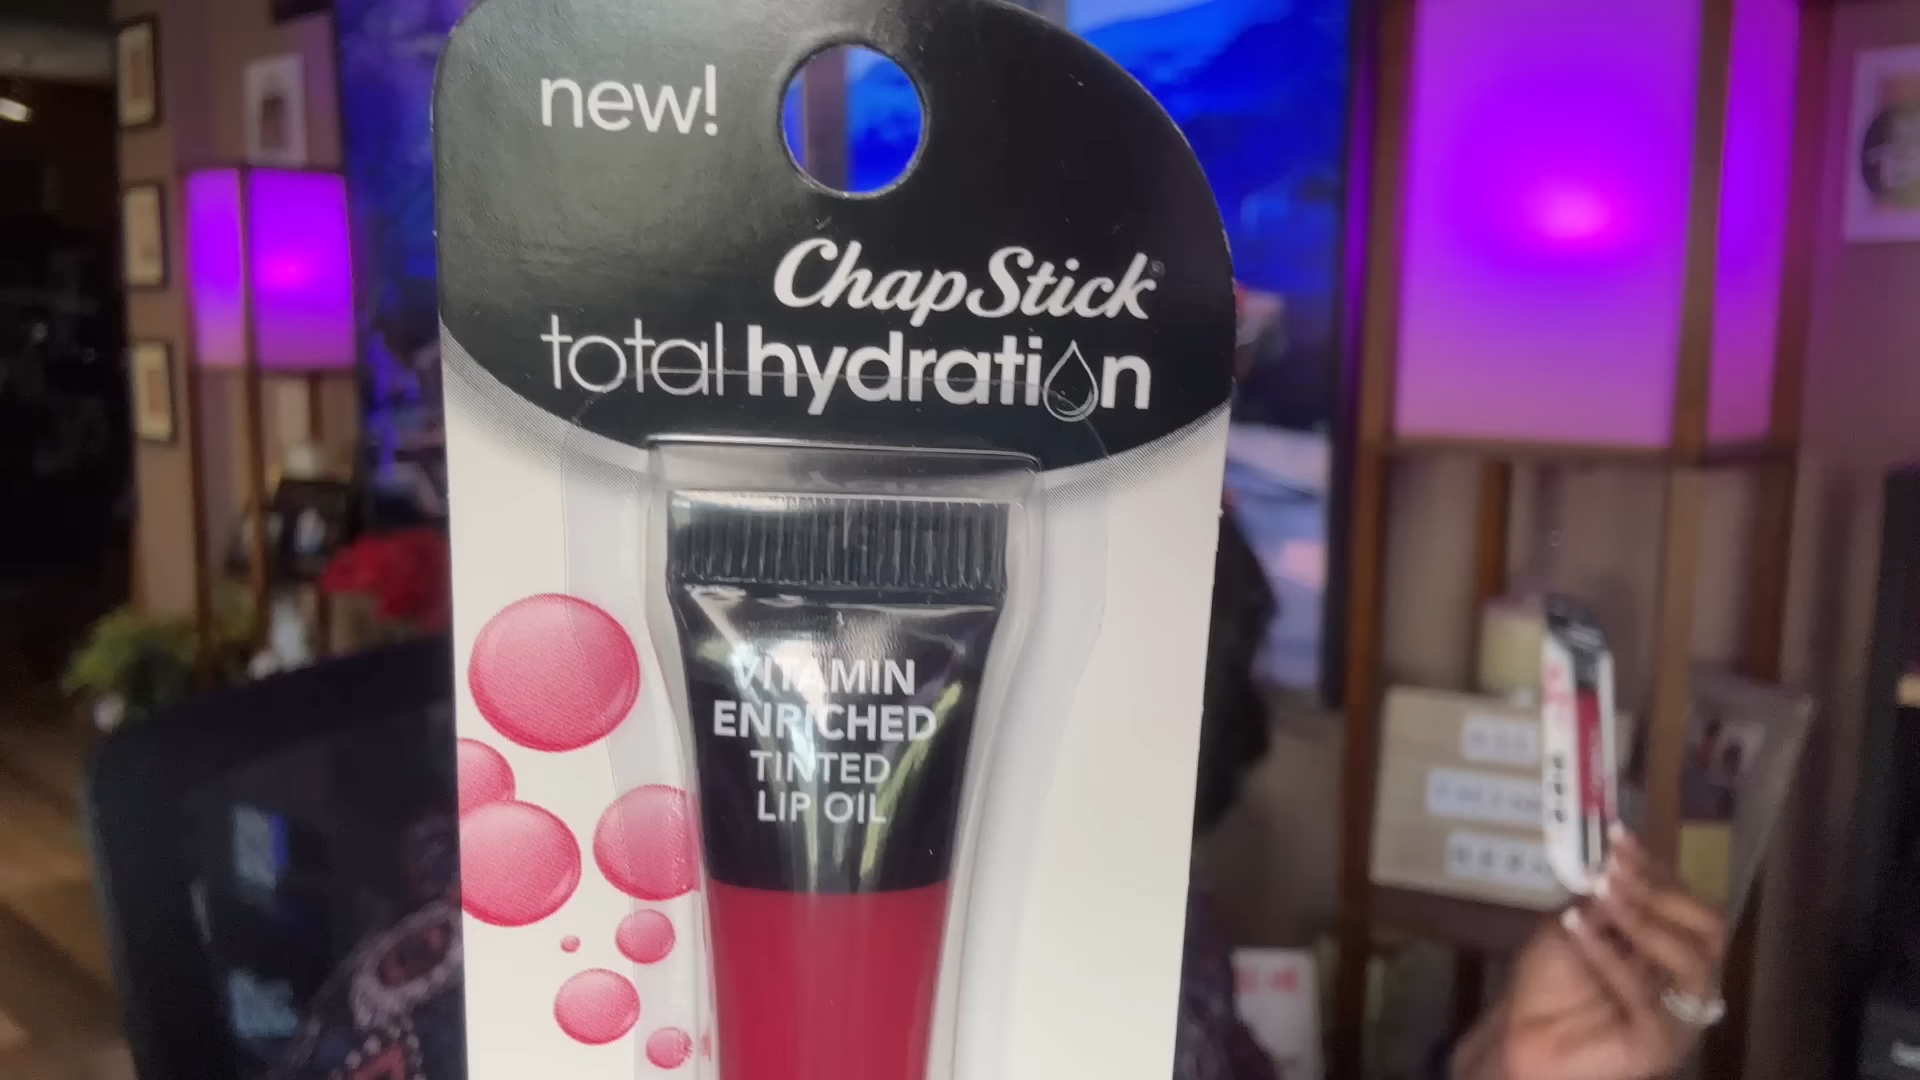 new!
ChapStick®
total hydration
VITAMIN
ENRICHED
TINTED
LIP OIL